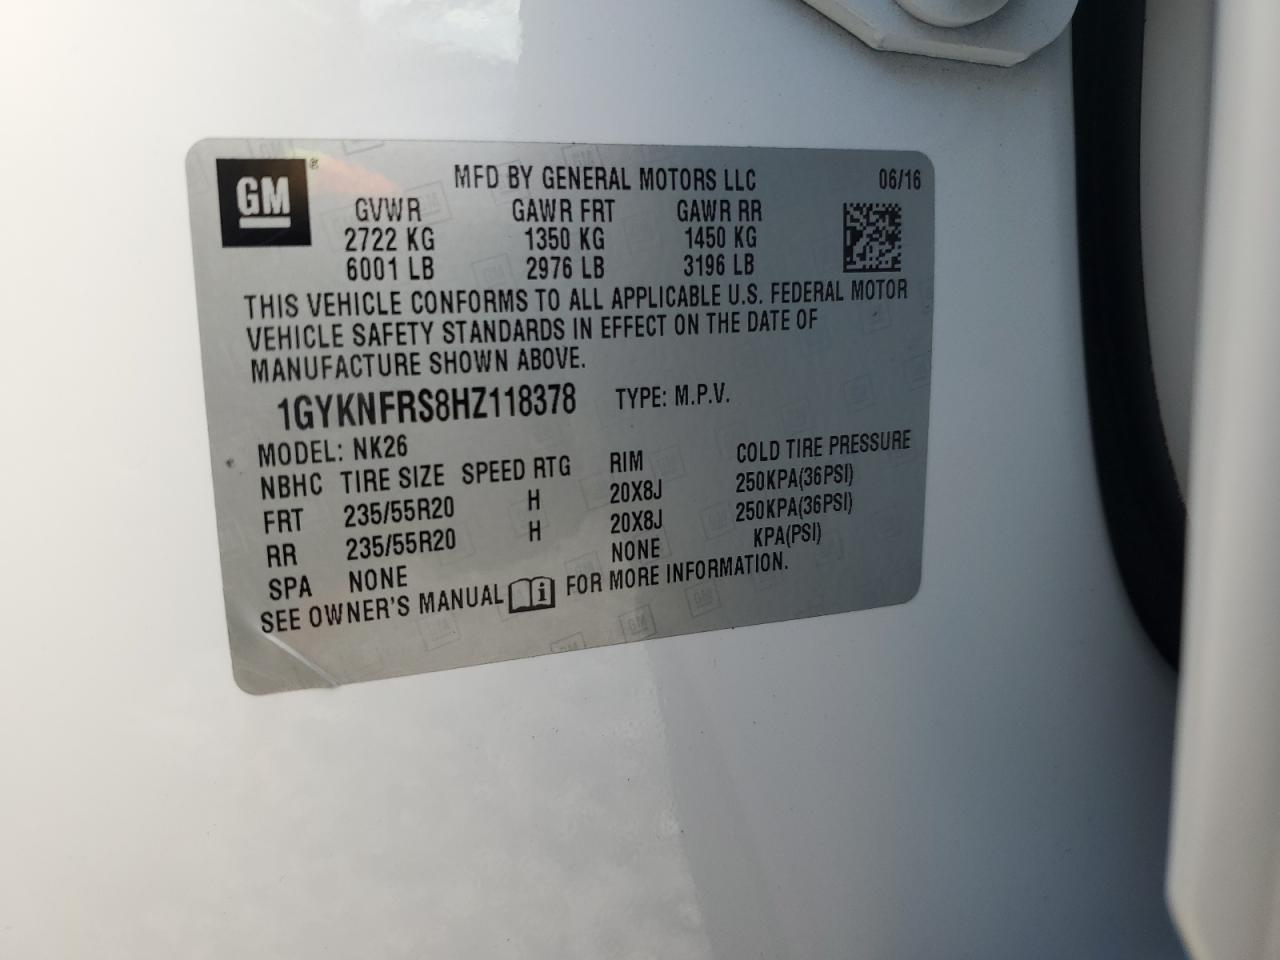 GM ®
MFD BY GENERAL MOTORS LLC 06/16
GVWR GAWR FRT GAWR RR
2722 KG 1350 KG 1450 KG
6001 LB 2976 LB 3196 LB
THIS VEHICLE CONFORMS TO ALL APPLICABLE U.S. FEDERAL MOTOR
VEHICLE SAFETY STANDARDS IN EFFECT ON THE DATE OF
MANUFACTURE SHOWN ABOVE.
1GYKNFRS8HZ118378 TYPE: M.P.V.
MODEL: NK26
NBHC TIRE SIZE SPEED RTG RIM COLD TIRE PRESSURE
FRT 235/55R20 H 20X8J 250KPA(36PSI)
RR 235/55R20 H 20X8J 250KPA(36PSI)
SPA NONE NONE KPA(PSI)
SEE OWNER'S MANUAL i FOR MORE INFORMATION.